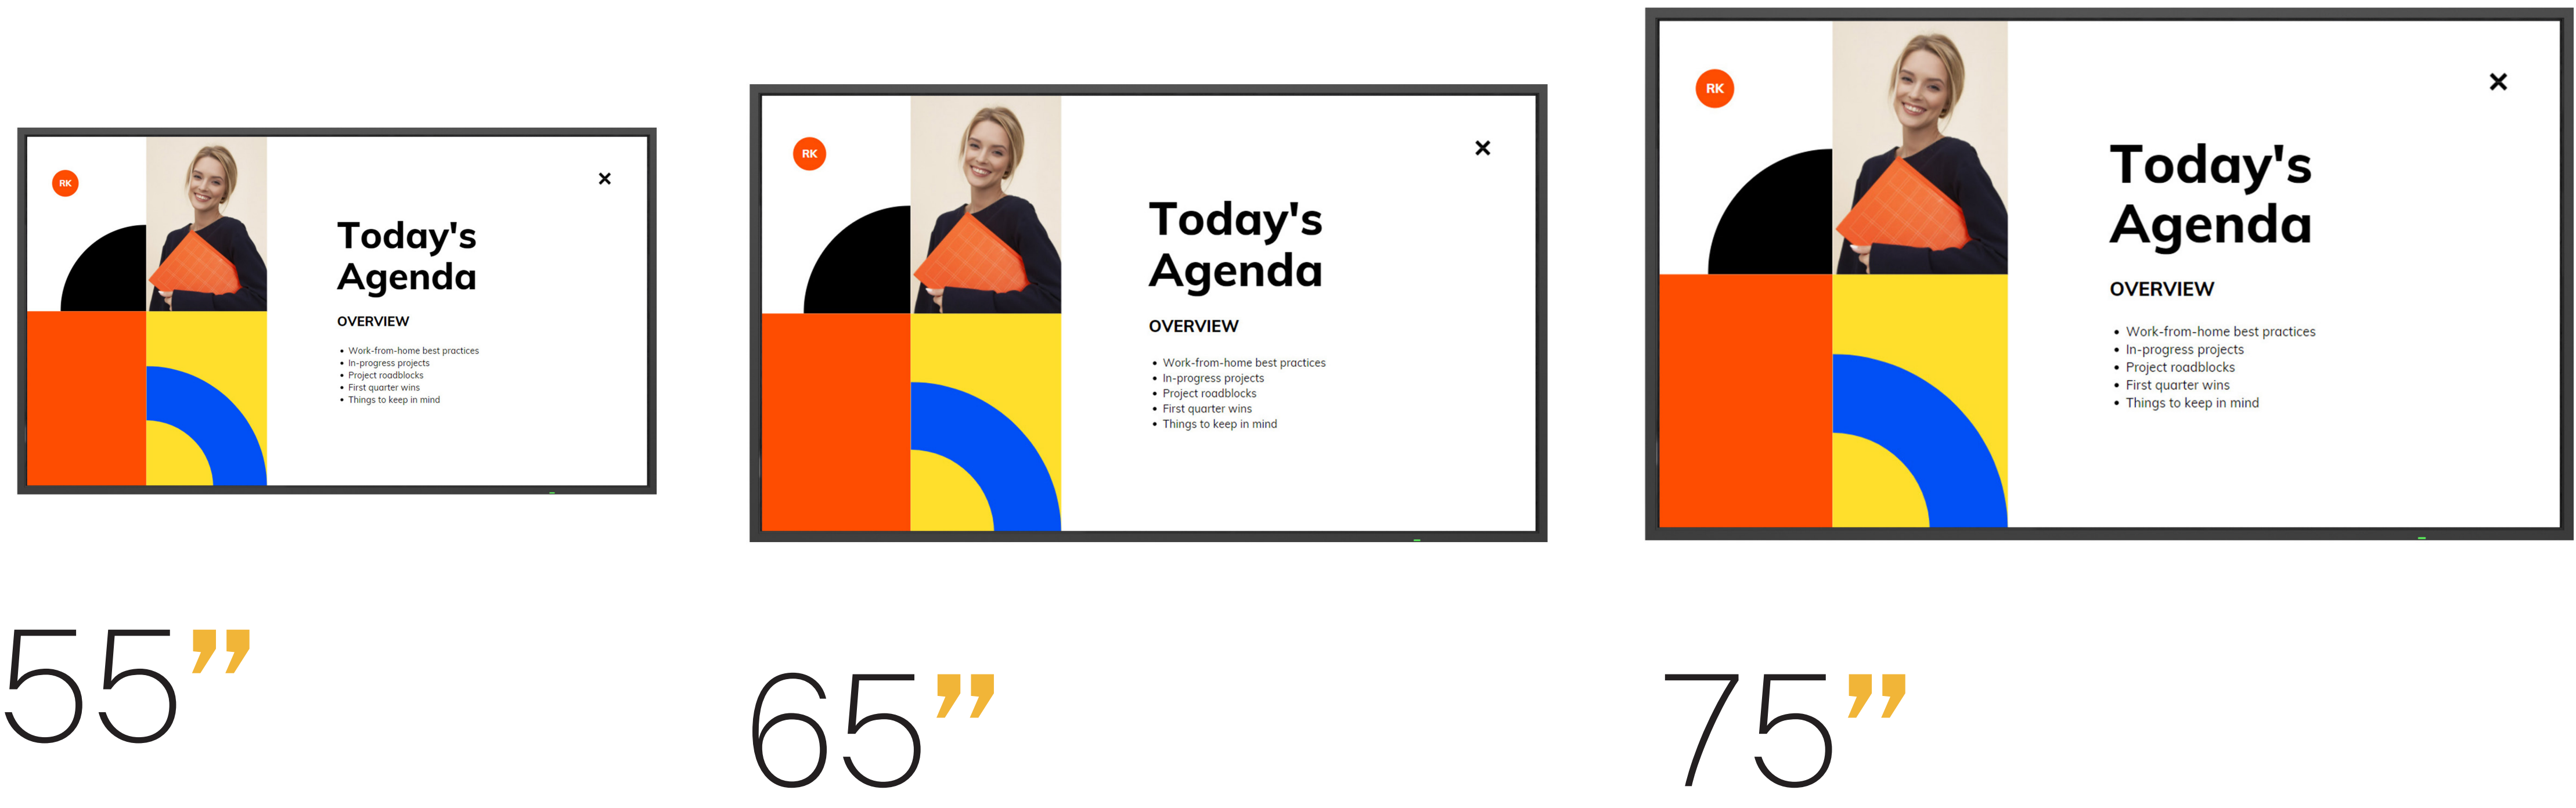 RK
Today's
Agenda
OVERVIEW
• Work-from-home best practices
• In-progress projects
• Project roadblocks
• First quarter wins
• Things to keep in mind
55”
RK
Today's
Agenda
OVERVIEW
• Work-from-home best practices
• In-progress projects
• Project roadblocks
• First quarter wins
• Things to keep in mind
65”
RK
Today's
Agenda
OVERVIEW
• Work-from-home best practices
• In-progress projects
• Project roadblocks
• First quarter wins
• Things to keep in mind
75”